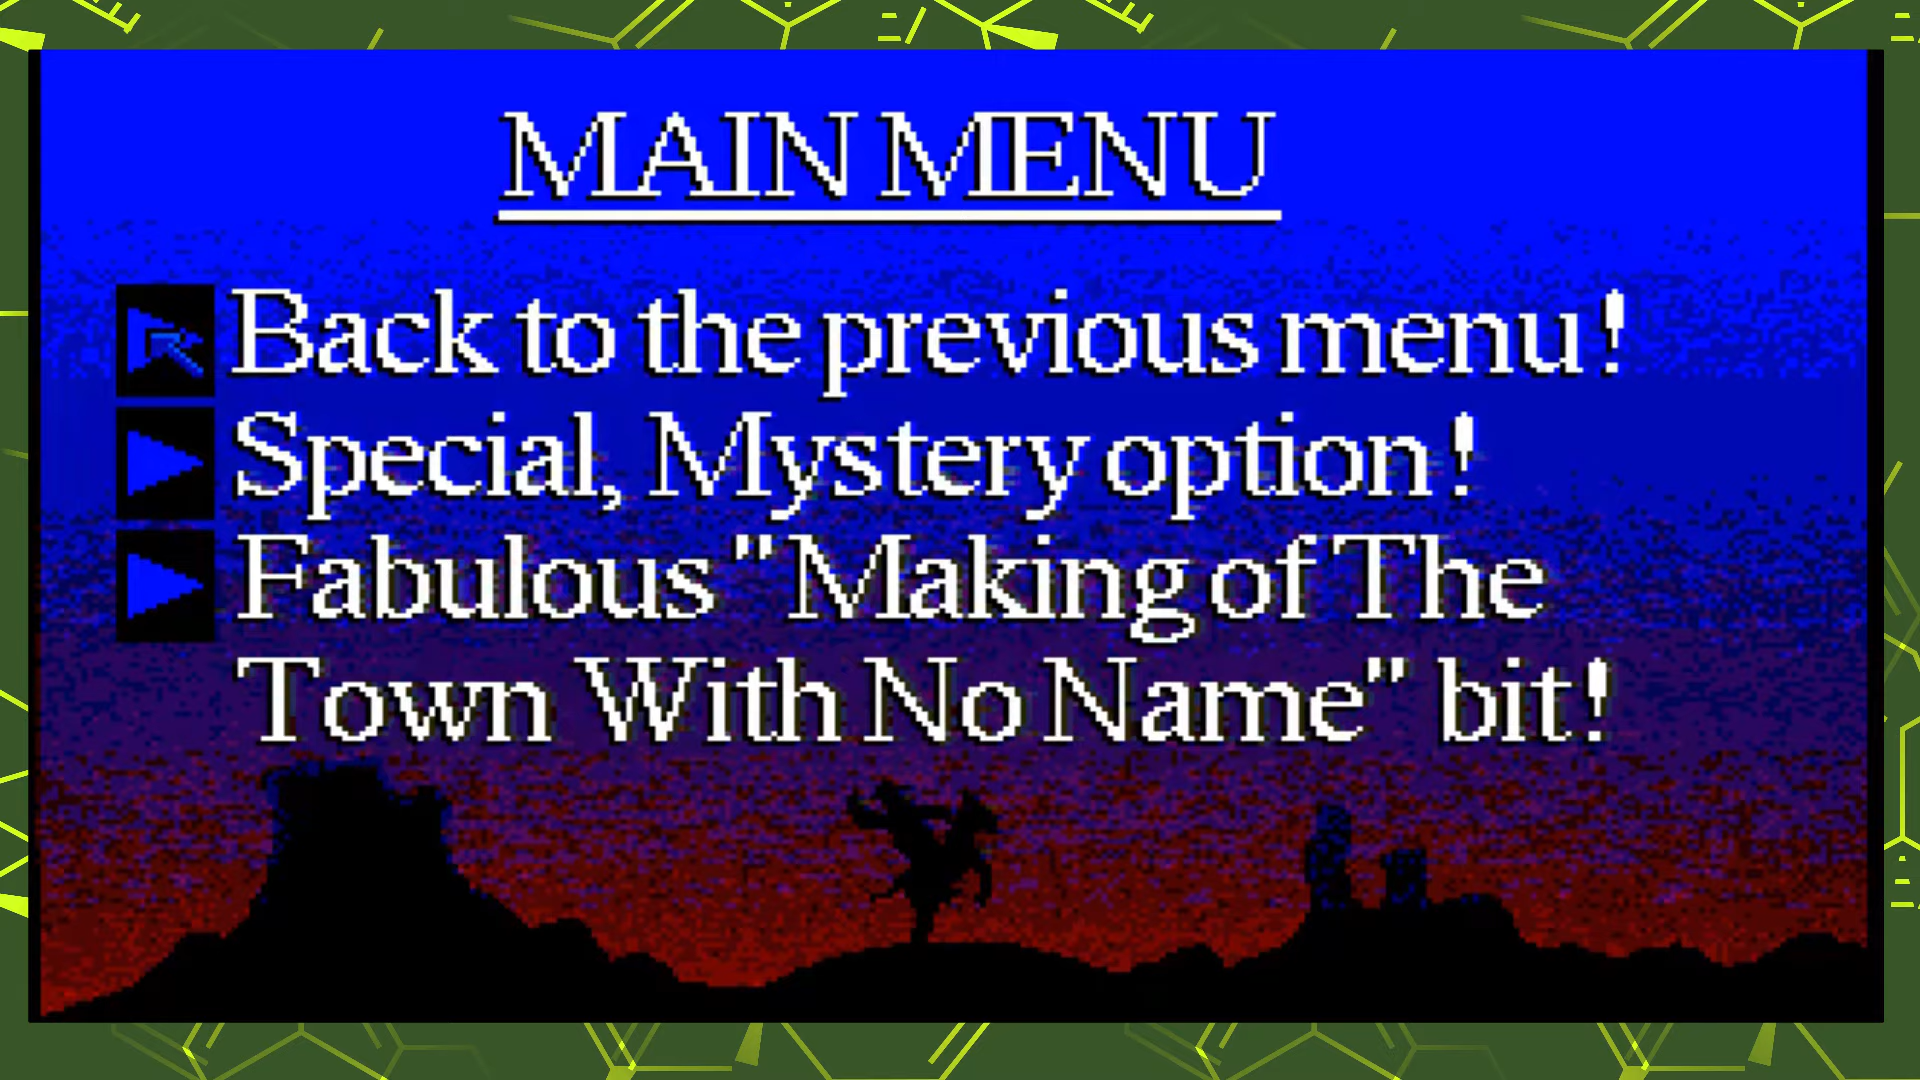 MAIN MENU
Back to the previous menu!
Special, Mystery option!
Fabulous "Making of The
Town With No Name" bit!